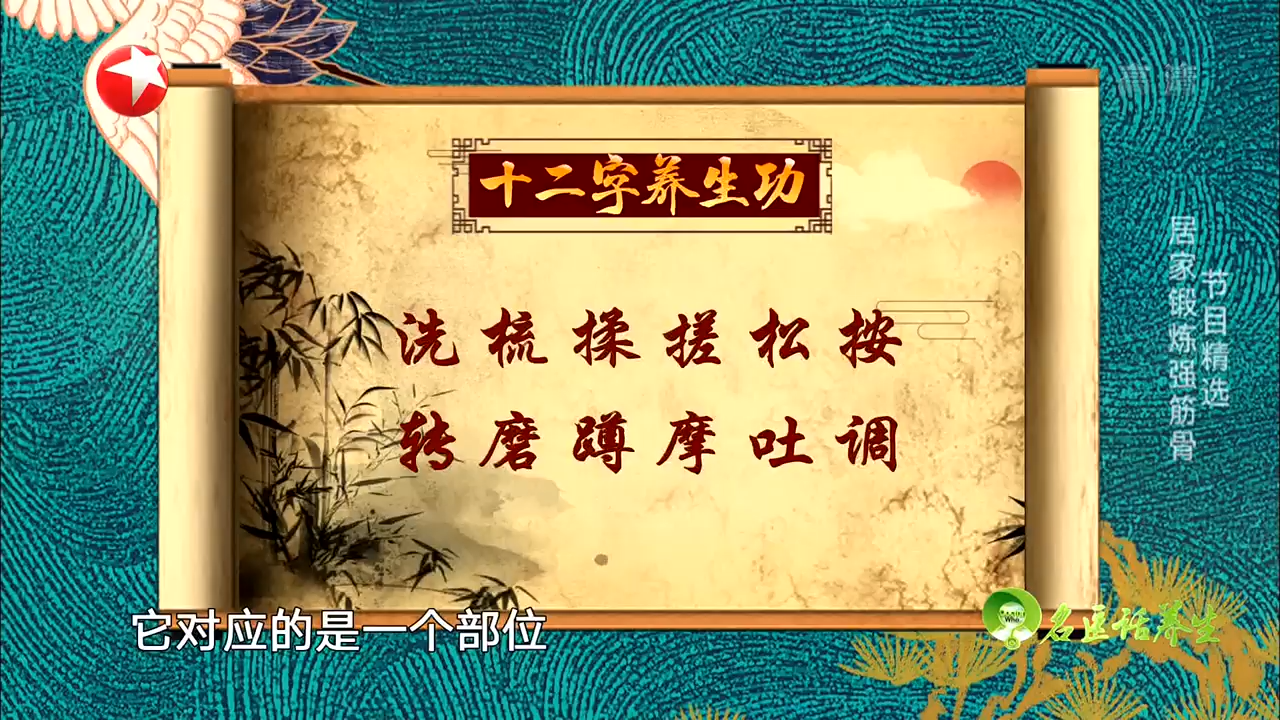 高清
十二字养生功
洗梳揉搓松按
转磨蹲摩吐调
节目精选
居家锻炼强筋骨
它对应的是一个部位
名医话养生